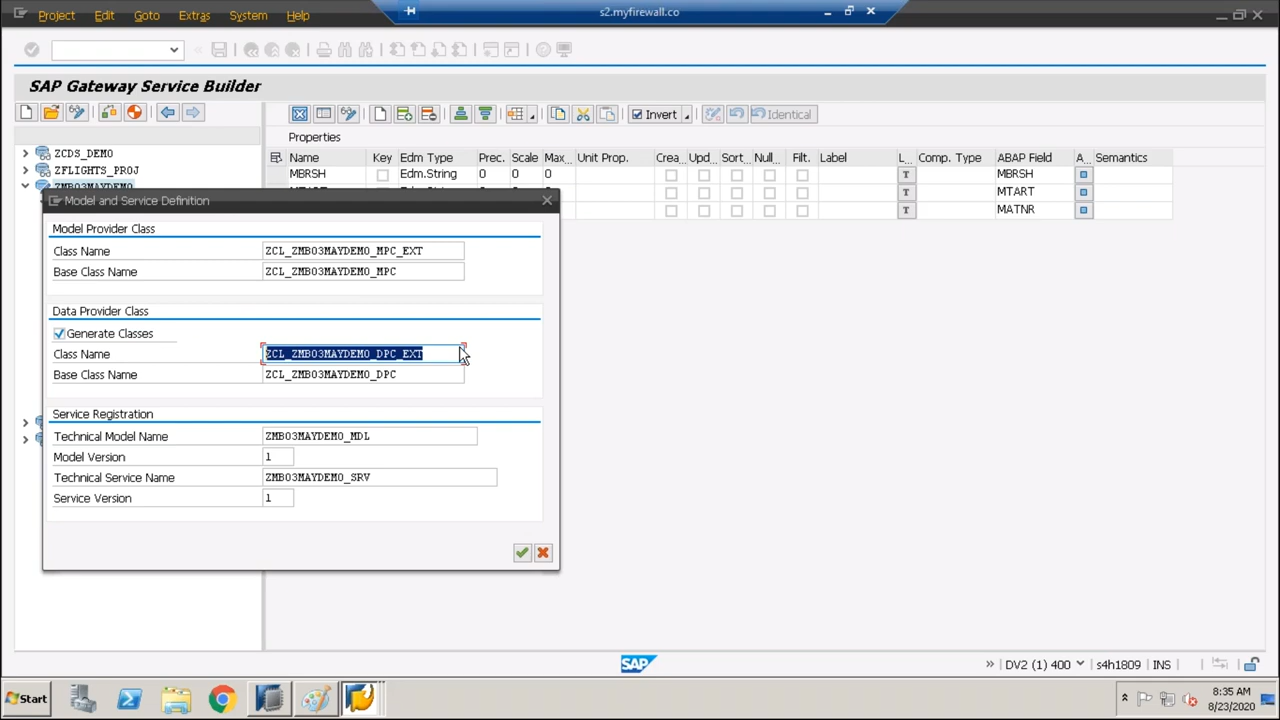 s2.myfirewall.co
Project Edit Goto Extras System Help
SAP Gateway Service Builder
Invert Identical
Properties
Name Key Edm Type Prec. Scale Max... Unit Prop. Crea... Upd... Sort... Null... Filt. Label L... Comp. Type ABAP Field A... Semantics
MBRSH Edm.String 0 0 0 T MBRSH
T MTART
T MATNR
ZCDS_DEMO
ZFLIGHTS_PROJ
ZMB03MAYDEMO
Model and Service Definition
Model Provider Class
Class Name ZCL_ZMB03MAYDEMO_MPC_EXT
Base Class Name ZCL_ZMB03MAYDEMO_MPC
Data Provider Class
Generate Classes
Class Name ZCL_ZMB03MAYDEMO_DPC_EXT
Base Class Name ZCL_ZMB03MAYDEMO_DPC
Service Registration
Technical Model Name ZMB03MAYDEMO_MDL
Model Version 1
Technical Service Name ZMB03MAYDEMO_SRV
Service Version 1
SAP
DV2 (1) 400 s4h1809 INS
Start
8:35 AM
8/23/2020